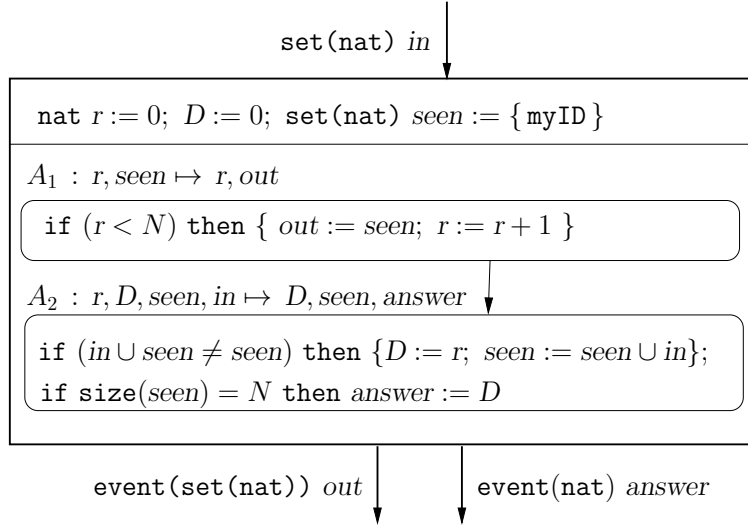 set(nat) in
nat r := 0; D := 0; set(nat) seen := { myID }
A₁ : r, seen ↦ r, out
if (r < N) then { out := seen; r := r + 1 }
A₂ : r, D, seen, in ↦ D, seen, answer
if (in ∪ seen ≠ seen) then {D := r; seen := seen ∪ in};
if size(seen) = N then answer := D
event(set(nat)) out event(nat) answer